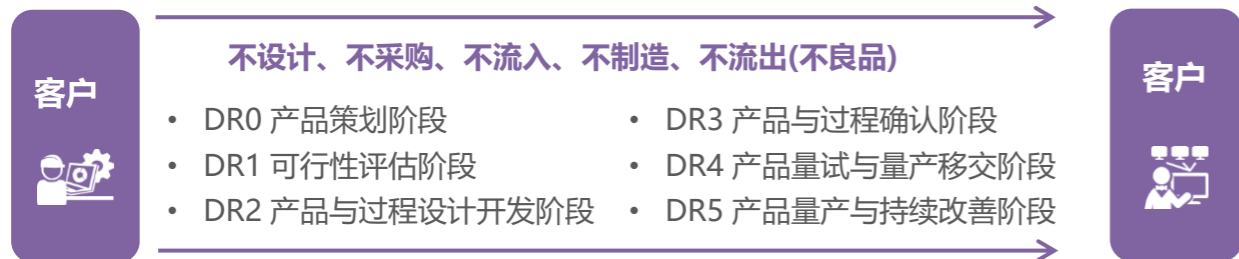 客户
不设计、不采购、不流入、不制造、不流出(不良品)
• DR0 产品策划阶段
• DR1 可行性评估阶段
• DR2 产品与过程设计开发阶段
• DR3 产品与过程确认阶段
• DR4 产品量试与量产移交阶段
• DR5 产品量产与持续改善阶段
客户